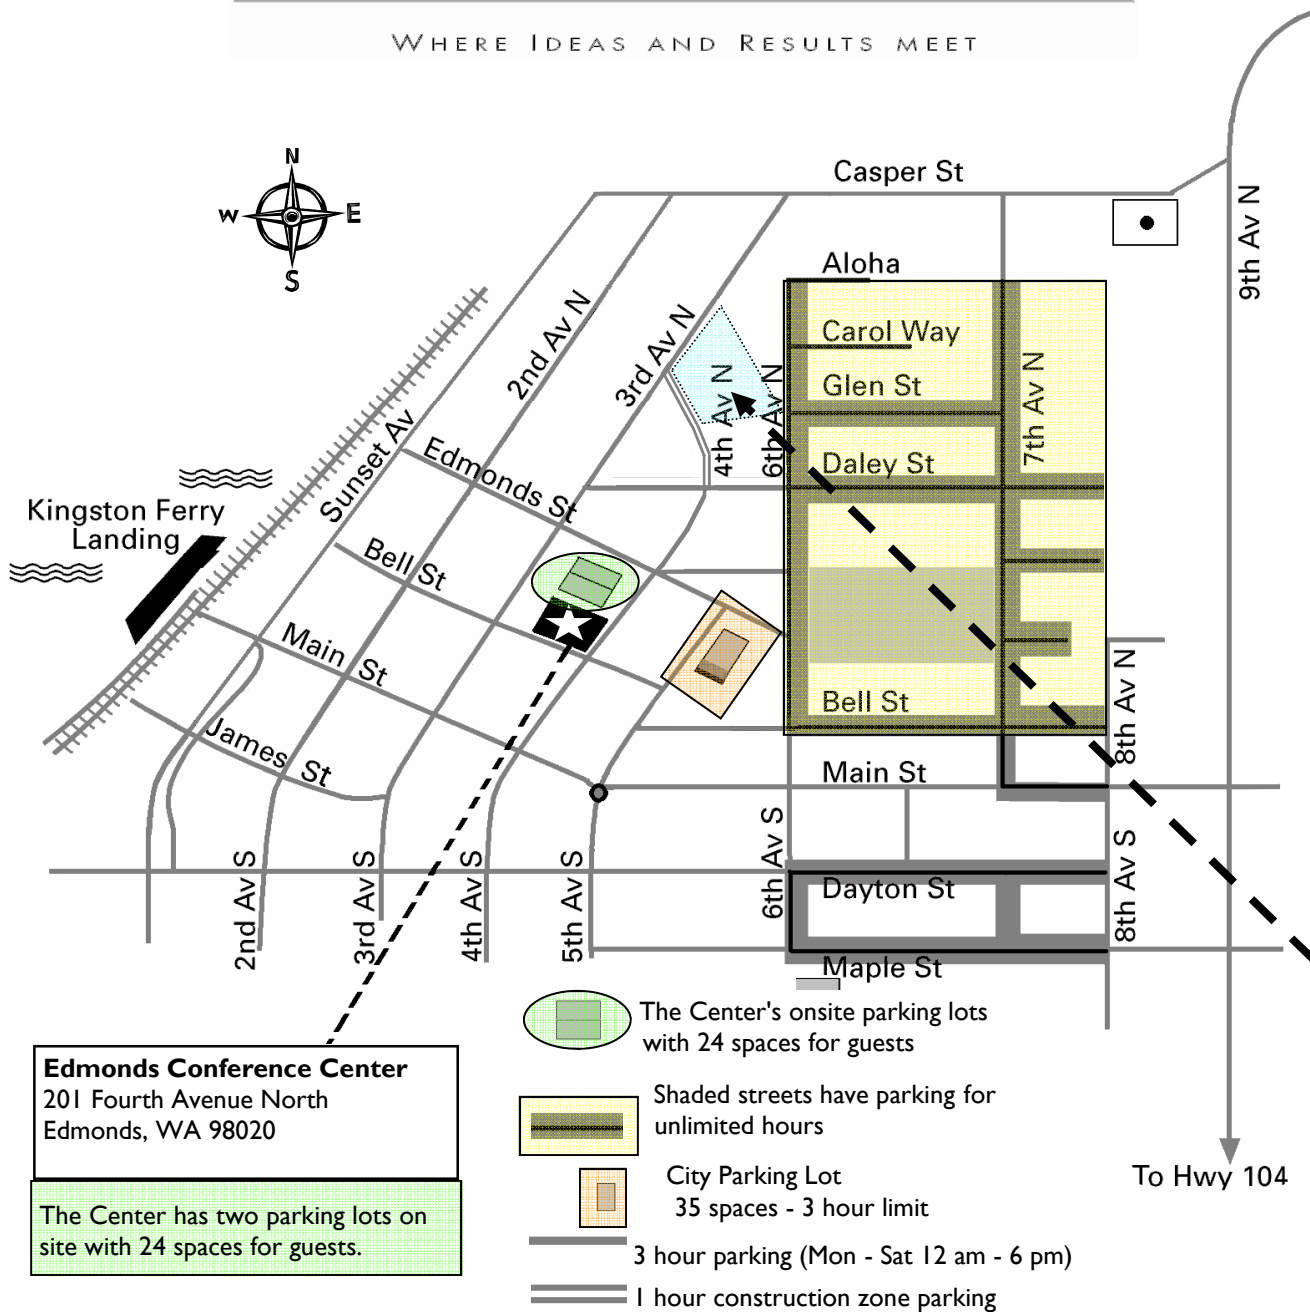 WHERE IDEAS AND RESULTS MEET
N
W E
S
Casper St
9th Av N
Aloha
Carol Way
Glen St
Daley St
Bell St
2nd Av N
3rd Av N
4th Av N
6th Av N
7th Av N
Sunset Av
Edmonds St
Bell St
Main St
James St
Kingston Ferry
Landing
8th Av N
Main St
Dayton St
Maple St
2nd Av S
3rd Av S
4th Av S
5th Av S
6th Av S
8th Av S
To Hwy 104
Edmonds Conference Center
201 Fourth Avenue North
Edmonds, WA 98020
The Center has two parking lots on
site with 24 spaces for guests.
The Center's onsite parking lots
with 24 spaces for guests
Shaded streets have parking for
unlimited hours
City Parking Lot
35 spaces - 3 hour limit
3 hour parking (Mon - Sat 12 am - 6 pm)
1 hour construction zone parking